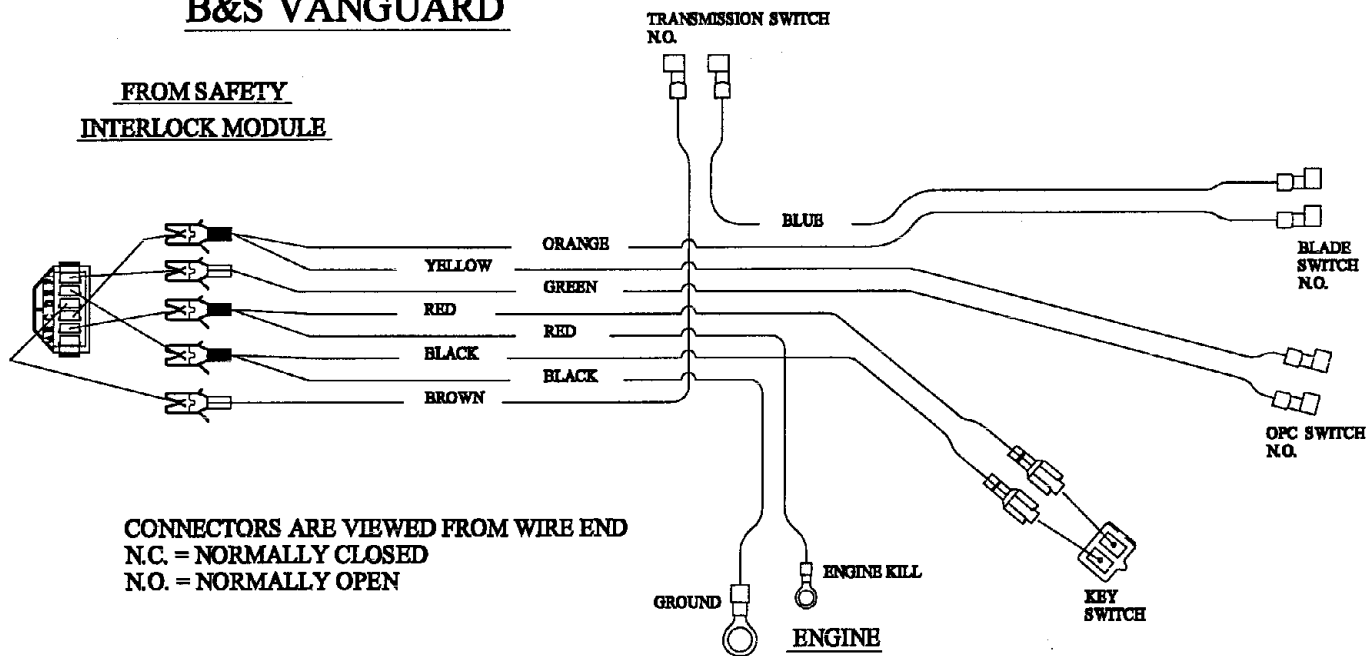 B&S VANGUARD
TRANSMISSION SWITCH
N.O.
FROM SAFETY
INTERLOCK MODULE
BLUE
ORANGE
YELLOW
GREEN
RED
RED
BLACK
BLACK
BROWN
BLADE
SWITCH
N.O.
OPC SWITCH
N.O.
CONNECTORS ARE VIEWED FROM WIRE END
N.C. = NORMALLY CLOSED
N.O. = NORMALLY OPEN
ENGINE KILL
GROUND
KEY
SWITCH
ENGINE